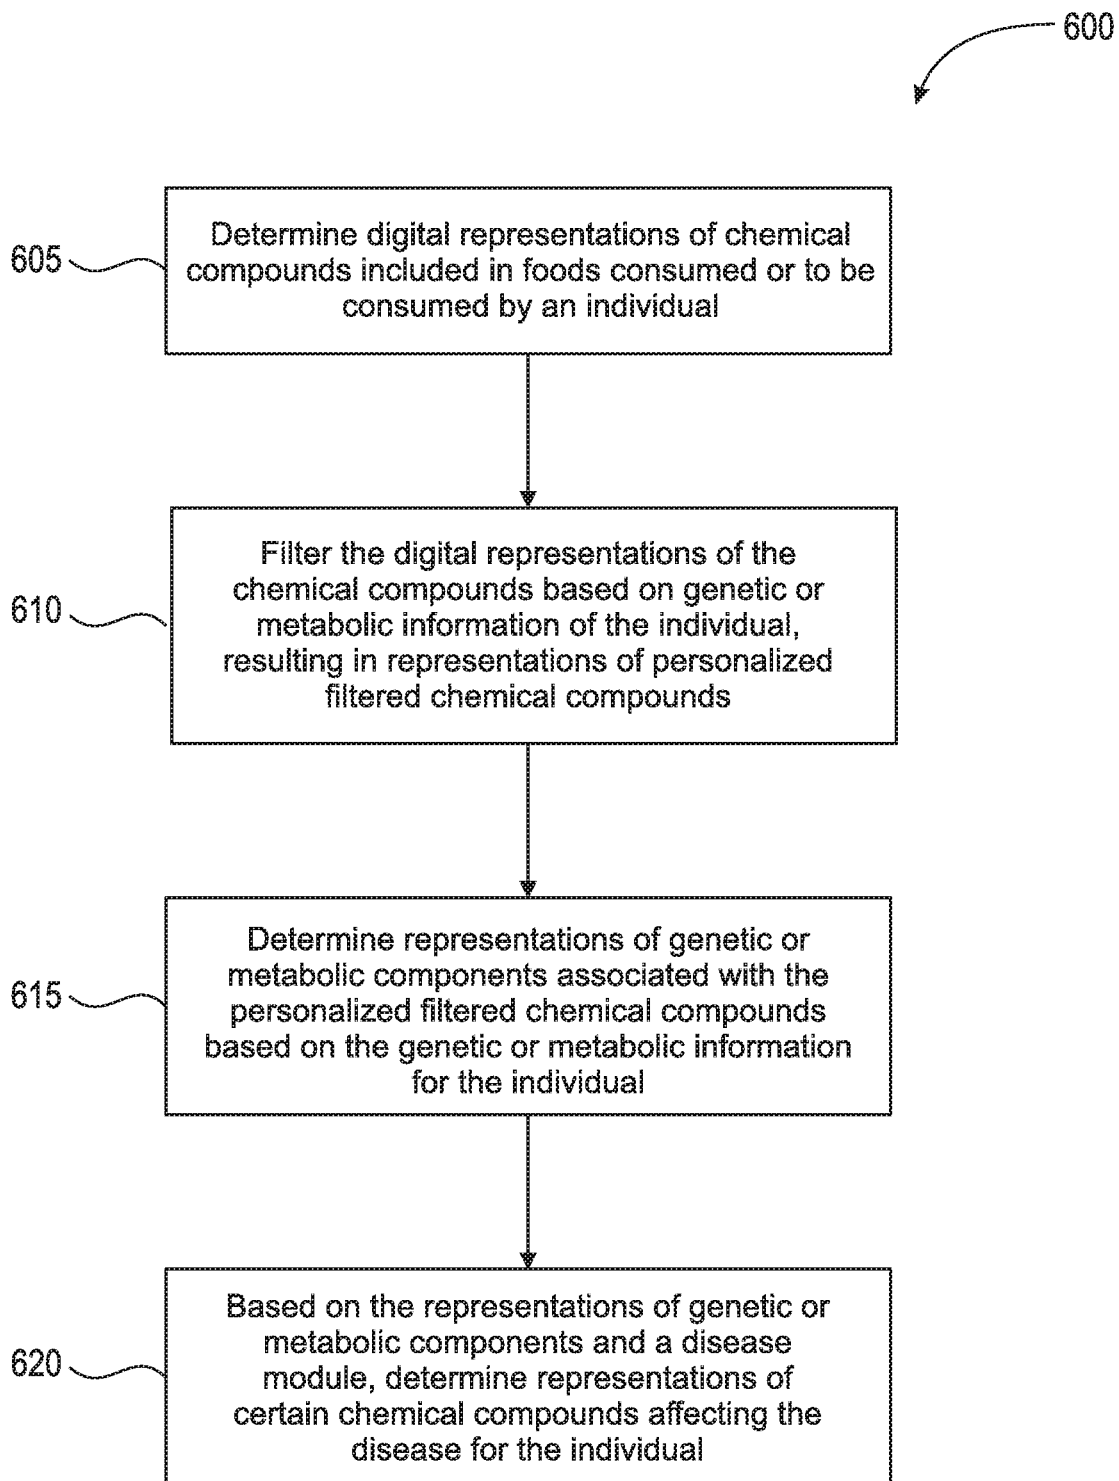 600
605
Determine digital representations of chemical
compounds included in foods consumed or to be
consumed by an individual
610
Filter the digital representations of the
chemical compounds based on genetic or
metabolic information of the individual,
resulting in representations of personalized
filtered chemical compounds
615
Determine representations of genetic or
metabolic components associated with the
personalized filtered chemical compounds
based on the genetic or metabolic information
for the individual
620
Based on the representations of genetic or
metabolic components and a disease
module, determine representations of
certain chemical compounds affecting the
disease for the individual